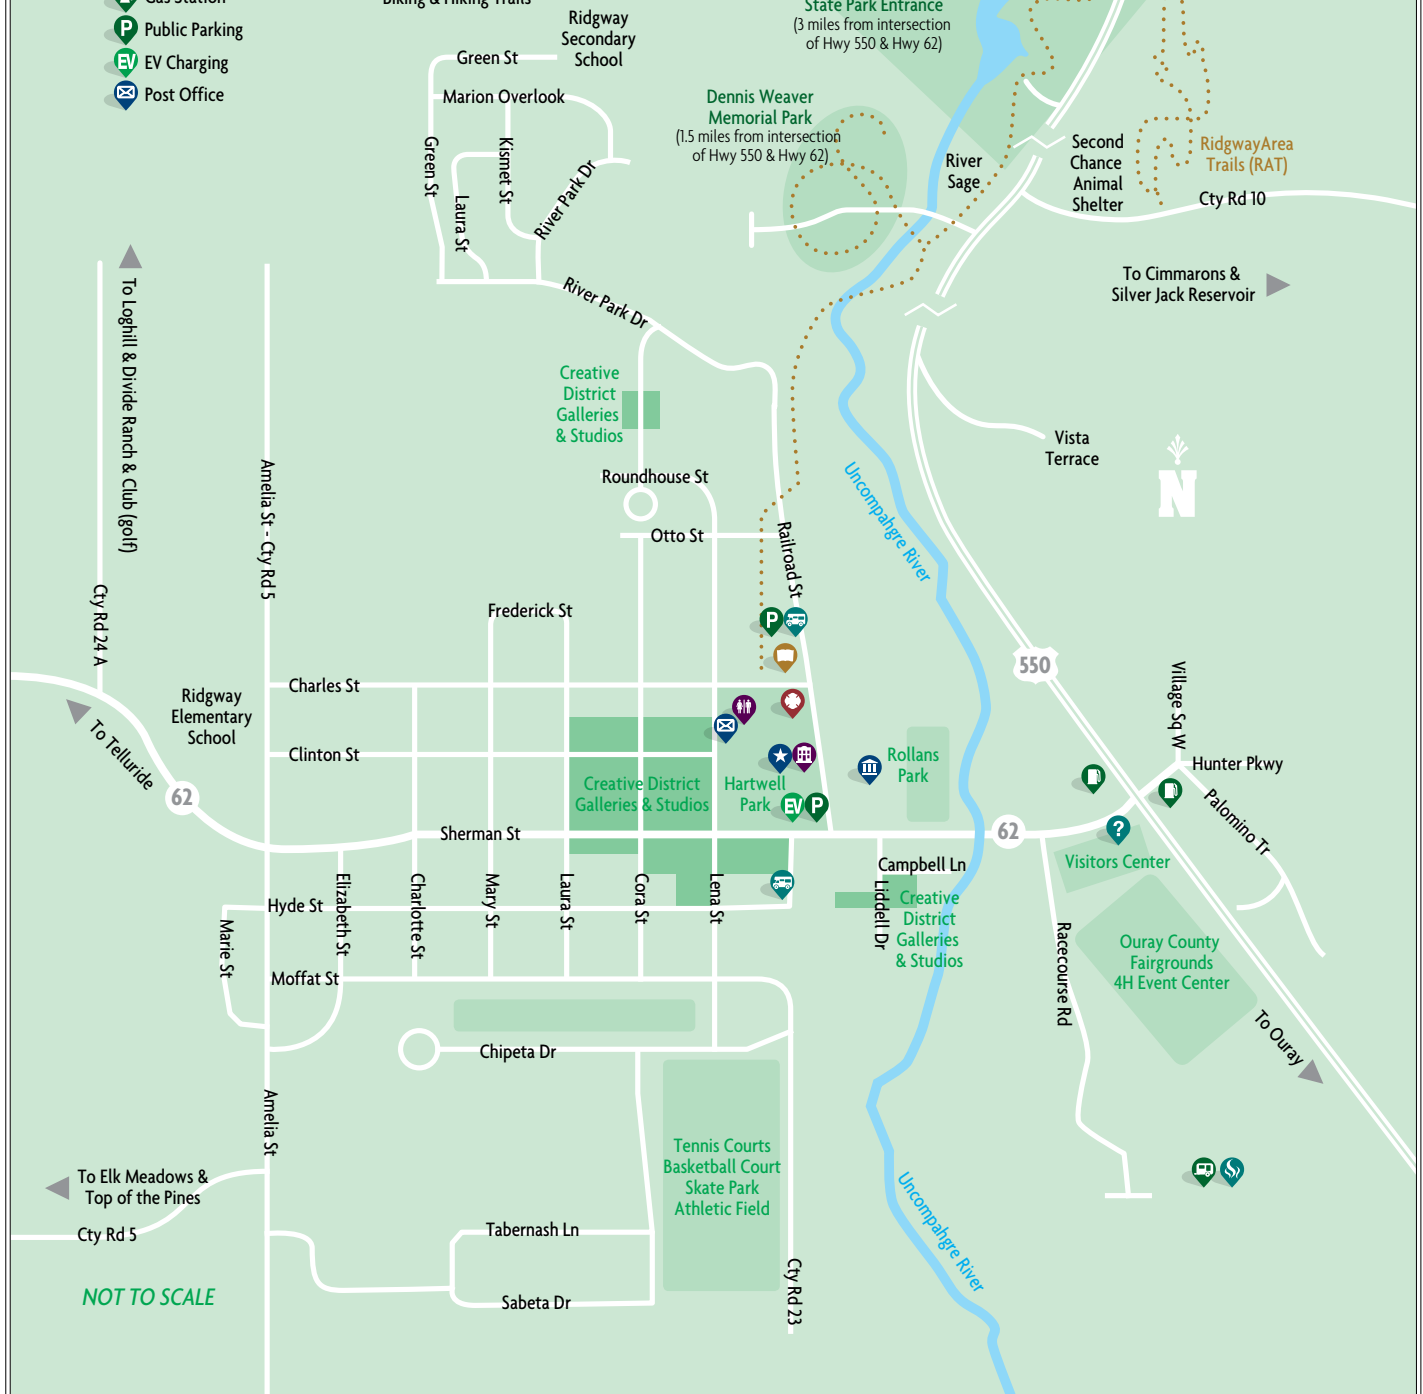 Gas Station
Biking & Hiking Trails
Public Parking
EV
EV Charging
Post Office
Ridgway
Secondary
School
State Park Entrance
(3 miles from intersection
of Hwy 550 & Hwy 62)
Green St
Marion Overlook
Green St
Kismet St
Laura St
River Park Dr
River Park Dr
Dennis Weaver
Memorial Park
(1.5 miles from intersection
of Hwy 550 & Hwy 62)
River
Sage
Second
Chance
Animal
Shelter
Ridgway Area
Trails (RAT)
Cty Rd 10
To Cimmarons &
Silver Jack Reservoir
To Loghill & Divide Ranch & Club (golf)
Cty Rd 24 A
Amelia St - Cty Rd 5
Creative
District
Galleries
& Studios
Roundhouse St
Otto St
Railroad St
Uncompahgre River
Vista
Terrace
N
Frederick St
P
550
Charles St
Ridgway
Elementary
School
To Telluride
62
Clinton St
Creative District
Galleries & Studios
Hartwell
Park
EV
P
Rollans
Park
Village Sq W
Hunter Pkwy
Palomino Tr
Sherman St
62
?
Visitors Center
Campbell Ln
Liddell Dr
Creative
District
Galleries
& Studios
Hyde St
Marie St
Elizabeth St
Charlotte St
Mary St
Laura St
Cora St
Lena St
Racecourse Rd
Ouray County
Fairgrounds
4H Event Center
To Ouray
Moffat St
Chipeta Dr
Amelia St
Tennis Courts
Basketball Court
Skate Park
Athletic Field
To Elk Meadows &
Top of the Pines
Cty Rd 5
Tabernash Ln
Sabeta Dr
Cty Rd 23
Uncompahgre River
NOT TO SCALE